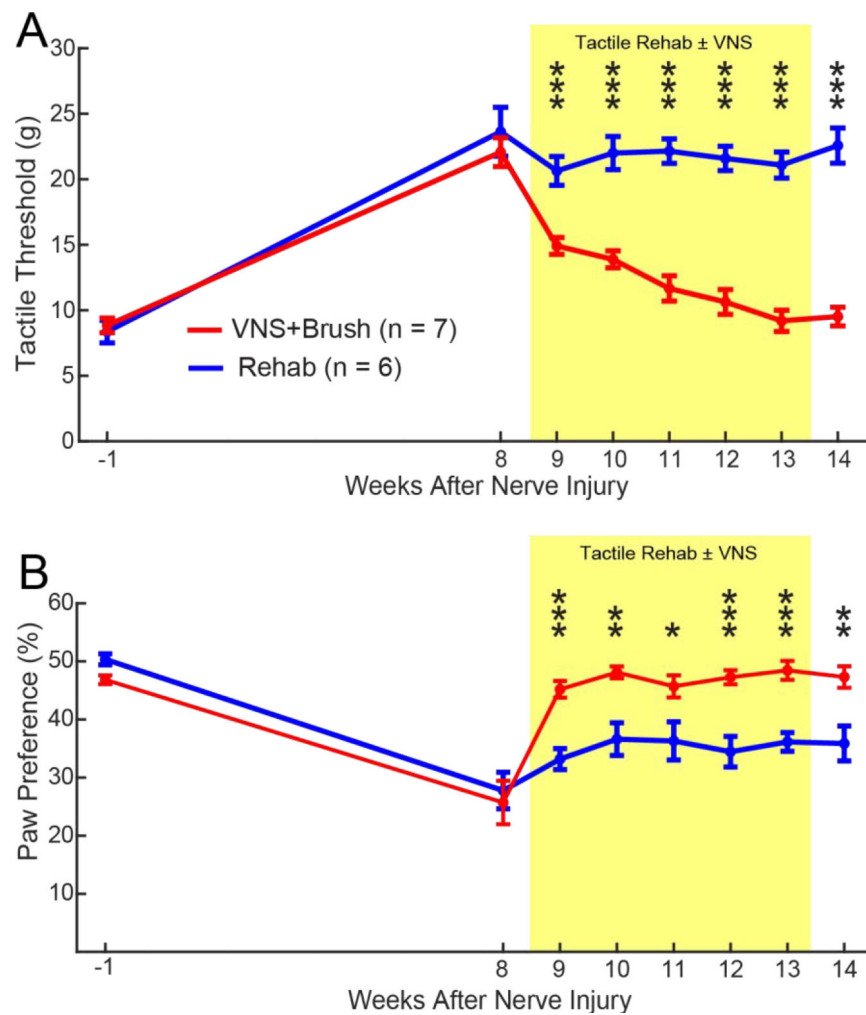 A
Tactile Rehab ± VNS
30
25
20
15
10
5
0
Tactile Threshold (g)
*** *** *** *** *** ***
VNS+Brush (n = 7)
Rehab (n = 6)
-1 8 9 10 11 12 13 14
Weeks After Nerve Injury
B
Tactile Rehab ± VNS
60
50
40
30
20
10
Paw Preference (%)
*** ** * *** *** **
-1 8 9 10 11 12 13 14
Weeks After Nerve Injury